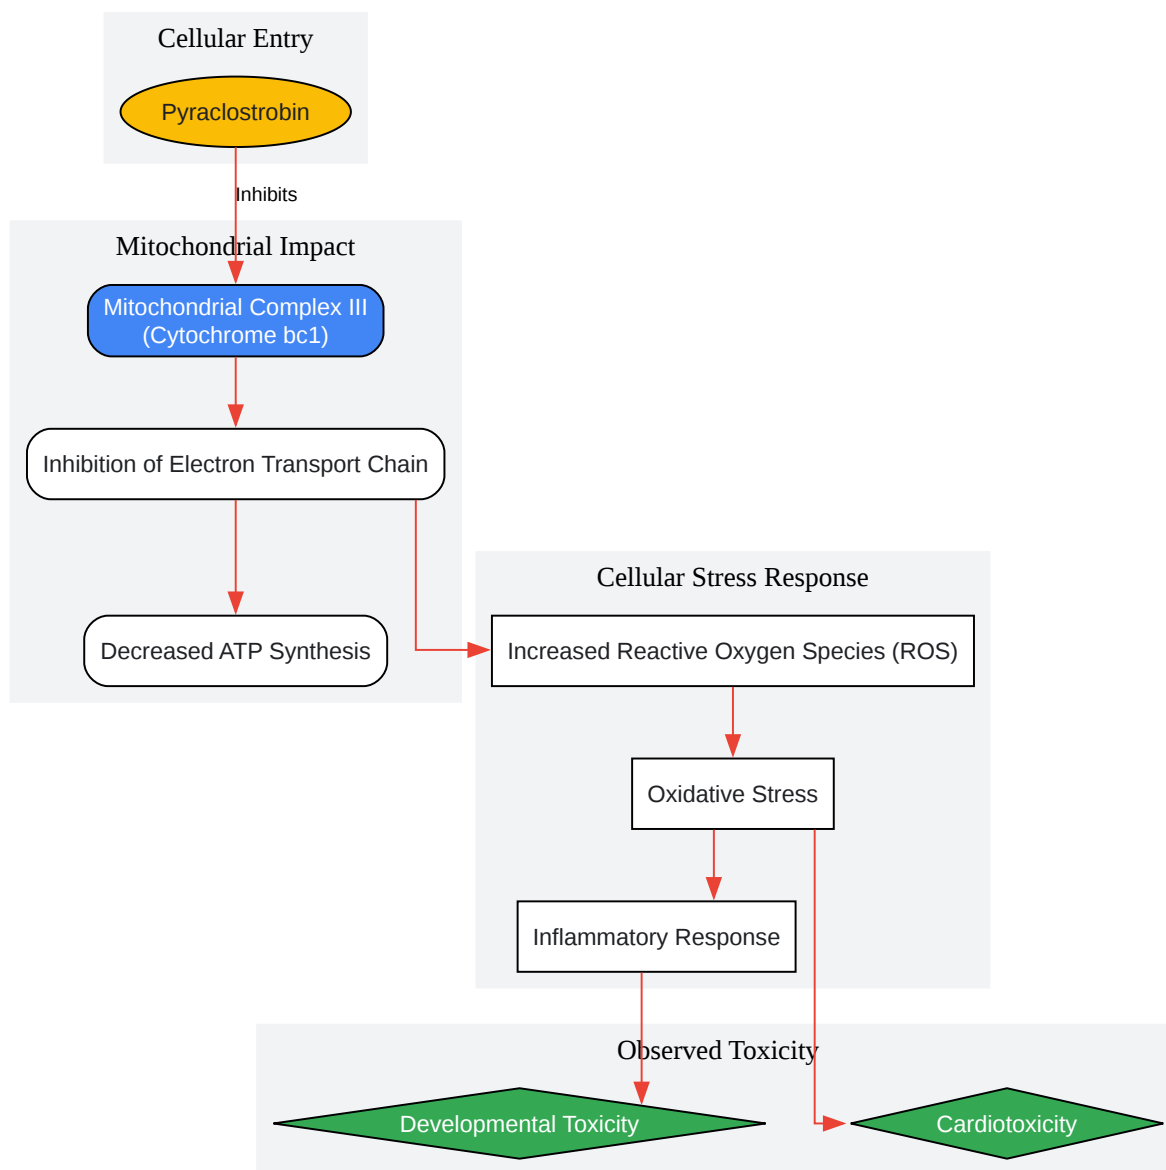 Cellular Entry
Pyraclostrobin
Inhibits
Mitochondrial Impact
Mitochondrial Complex III
(Cytochrome bc1)
Inhibition of Electron Transport Chain
Decreased ATP Synthesis
Cellular Stress Response
Increased Reactive Oxygen Species (ROS)
Oxidative Stress
Inflammatory Response
Observed Toxicity
Developmental Toxicity
Cardiotoxicity